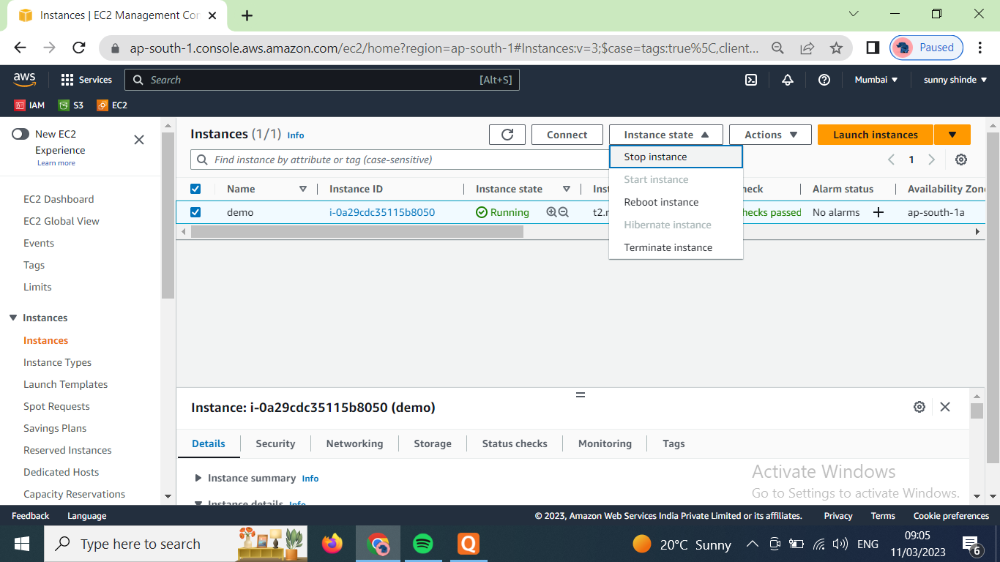 Instances | EC2 Management Con
ap-south-1.console.aws.amazon.com/ec2/home?region=ap-south-1#Instances:v=3;$case=tags:true%5C,client...
Paused
aws
Services
Search
[Alt+S]
Mumbai
sunny shinde
IAM
S3
EC2
New EC2
Experience
Learn more
EC2 Dashboard
EC2 Global View
Events
Tags
Limits
Instances
Instances
Instance Types
Launch Templates
Spot Requests
Savings Plans
Reserved Instances
Dedicated Hosts
Capacity Reservations
Instances (1/1) Info
Connect
Instance state
Actions
Launch instances
Find instance by attribute or tag (case-sensitive)
1
Stop instance
Start instance
Reboot instance
Hibernate instance
Terminate instance
Name
Instance ID
Instance state
Inst
heck
Alarm status
Availability Zone
demo
i-0a29cdc35115b8050
Running
t2.m
hecks passed
No alarms
ap-south-1a
Instance: i-0a29cdc35115b8050 (demo)
Details
Security
Networking
Storage
Status checks
Monitoring
Tags
Instance summary Info
Instance details Info
Activate Windows
Go to Settings to activate Windows.
Feedback
Language
© 2023, Amazon Web Services India Private Limited or its affiliates.
Privacy
Terms
Cookie preferences
Type here to search
20°C Sunny
ENG
09:05
11/03/2023
6